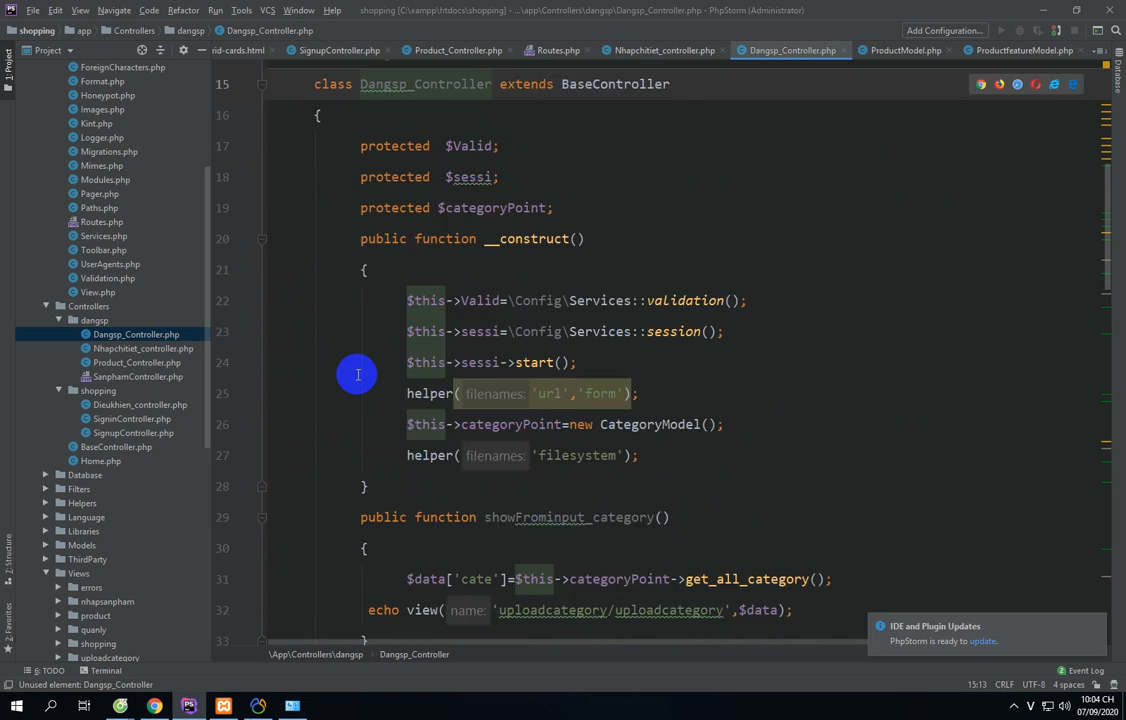 File Edit View Navigate Code Refactor Run Tools VCS Window Help shopping [C:\xampp\htdocs\shopping] - ...\app\Controllers\dangsp\Dangsp_Controller.php - PhpStorm (Administrator)
shopping app Controllers dangsp Dangsp_Controller.php Add Configuration...
Project rid-cards.html SignupController.php Product_Controller.php Routes.php Nhapchitiet_controller.php Dangsp_Controller.php ProductModel.php ProductfeatureModel.php
1: Project
Database
7: Structure
2: Favorites
ForeignCharacters.php
Format.php
Honeypot.php
Images.php
Kint.php
Logger.php
Migrations.php
Mimes.php
Modules.php
Pager.php
Paths.php
Routes.php
Services.php
Toolbar.php
UserAgents.php
Validation.php
View.php
Controllers
dangsp
Dangsp_Controller.php
Nhapchitiet_controller.php
Product_Controller.php
SanphamController.php
shopping
Dieukhien_controller.php
SigninController.php
SignupController.php
BaseController.php
Home.php
Database
Filters
Helpers
Language
Libraries
Models
ThirdParty
Views
errors
nhapsanpham
product
quanly
shopping
uploadcategory
15 class Dangsp_Controller extends BaseController
16 {
17 protected $Valid;
18 protected $sessi;
19 protected $categoryPoint;
20 public function __construct()
21 {
22 $this->Valid=\Config\Services::validation();
23 $this->sessi=\Config\Services::session();
24 $this->sessi->start();
25 helper( filenames: 'url','form');
26 $this->categoryPoint=new CategoryModel();
27 helper( filenames: 'filesystem');
28 }
29 public function showFrominput_category()
30 {
31 $data['cate']=$this->categoryPoint->get_all_category();
32 echo view( name: 'uploadcategory/uploadcategory',$data);
33 }
IDE and Plugin Updates
PhpStorm is ready to update.
\App\Controllers\dangsp Dangsp_Controller
6: TODO Terminal 2 Event Log
Unused element: Dangsp_Controller 15:13 CRLF UTF-8 4 spaces
V 10:04 CH
07/09/2020